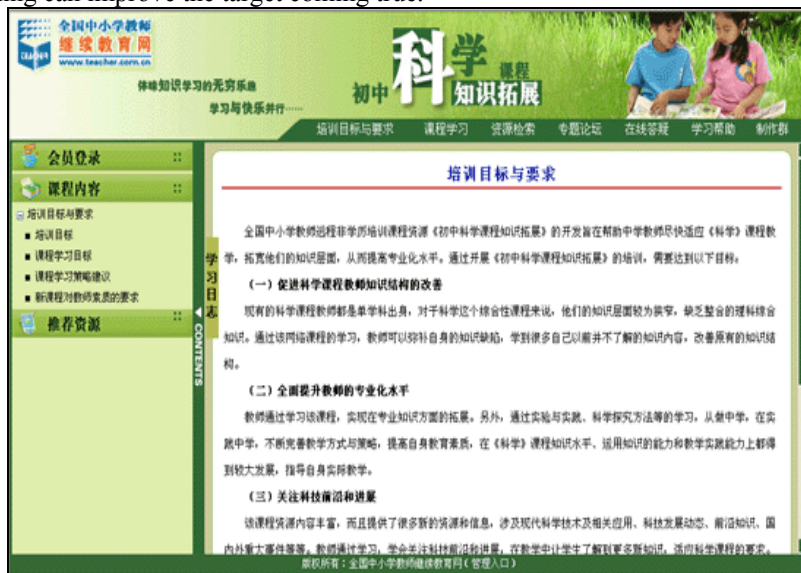 ing can improve the target coming true.
全国中小学教师
继续教育网
www.teacher.com.cn
体味知识学习的无穷乐趣
学习与快乐并行……
初中科学课程
知识拓展
培训目标与要求 课程学习 资源检索 专题论坛 在线答疑 学习帮助 制作群
会员登录
课程内容
培训目标与要求
培训目标
课程学习目标
课程学习策略建议
新课程对教师素质的要求
推荐资源
学习日志
CONTENTS
培训目标与要求
全国中小学教师远程非学历培训课程资源《初中科学课程知识拓展》的开发旨在帮助中学教师尽快适应《科学》课程教
学,拓宽他们的知识层面,从而提高专业化水平。通过开展《初中科学课程知识拓展》的培训,需要达到以下目标。
(一)促进科学课程教师知识结构的改善
现有的科学课程教师都是单学科出身,对于科学这个综合性课程来说,他们的知识层面较为狭窄,缺乏整合的理科综合
知识。通过该网络课程的学习,教师可以弥补自身的知识缺陷,学到很多自己以前并不了解的知识内容,改善原有的知识结
构。
(二)全面提升教师的专业化水平
教师通过学习该课程,实现在专业知识方面的拓展。另外,通过实验与实践、科学探究方法等的学习,从做中学,在实
践中学,不断完善教学方式与策略,提高自身教育素质,在《科学》课程知识水平、运用知识的能力和教学实践能力上都得
到较大发展,指导自身实际教学。
(三)关注科技前沿和进展
该课程资源内容丰富,而且提供了很多新的资源和信息,涉及现代科学技术及相关应用、科技发展动态、前沿知识、国
内外重大事件等等。教师通过学习,学会关注科技前沿和进展,在教学中让学生了解到更多新知识,适应科学课程的要求。
版权所有:全国中小学教师继续教育网(管理入口)